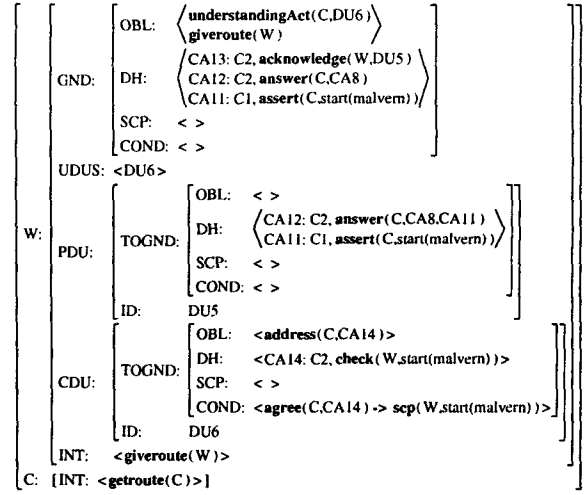 OBL: understandingAct(C,DU6)
giveroute(W)
CA13: C2, acknowledge(W,DU5)
GND: DH: CA12: C2, answer(C,CA8)
CA11: C1, assert(C,start(malvern))
SCP: < >
COND: < >
UDUS: <DU6>
OBL: < >
CA12: C2, answer(C,CA8,CA11)
W: PDU: TOGND: DH: CA11: C1, assert(C,start(malvern))
SCP: < >
COND: < >
ID: DU5
OBL: <address(C,CA14)>
DH: <CA14: C2, check(W,start(malvern))>
CDU: TOGND: SCP: < >
COND: <agree(C,CA14) -> scp(W,start(malvern))>
ID: DU6
INT: <giveroute(W)>
C: [INT: <getroute(C)>]